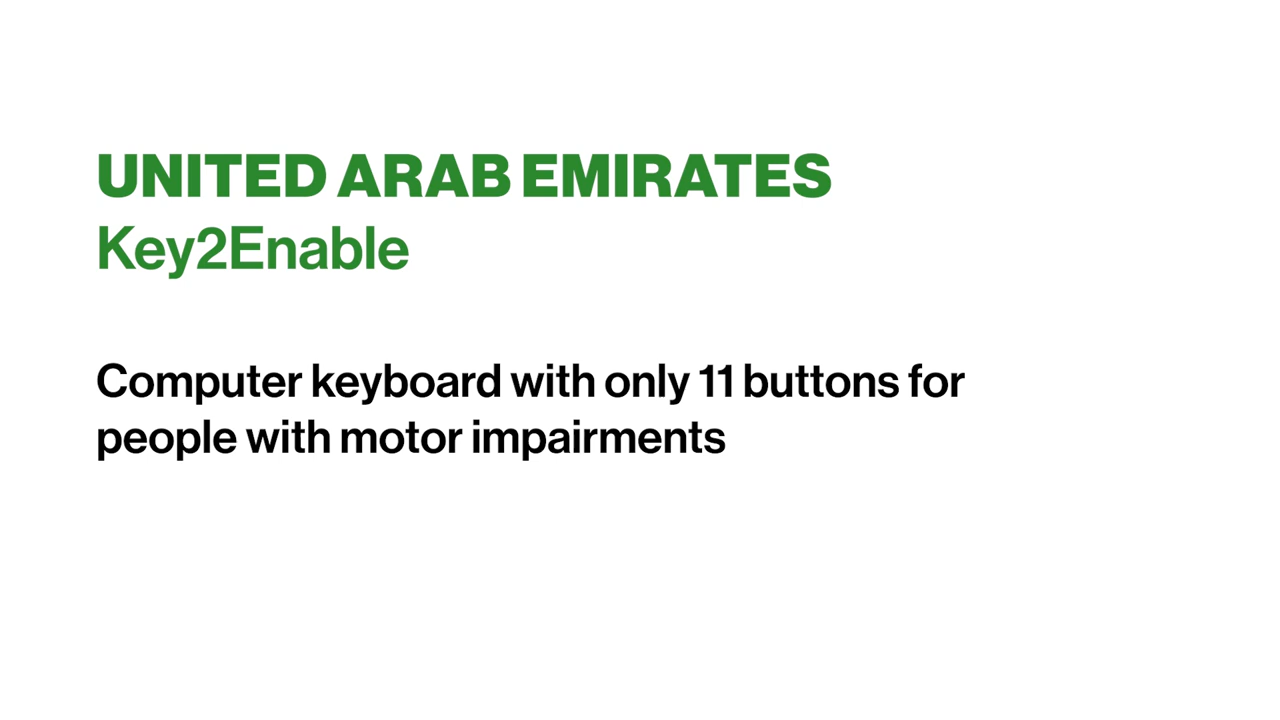 UNITED ARAB EMIRATES
Key2Enable
Computer keyboard with only 11 buttons for
people with motor impairments